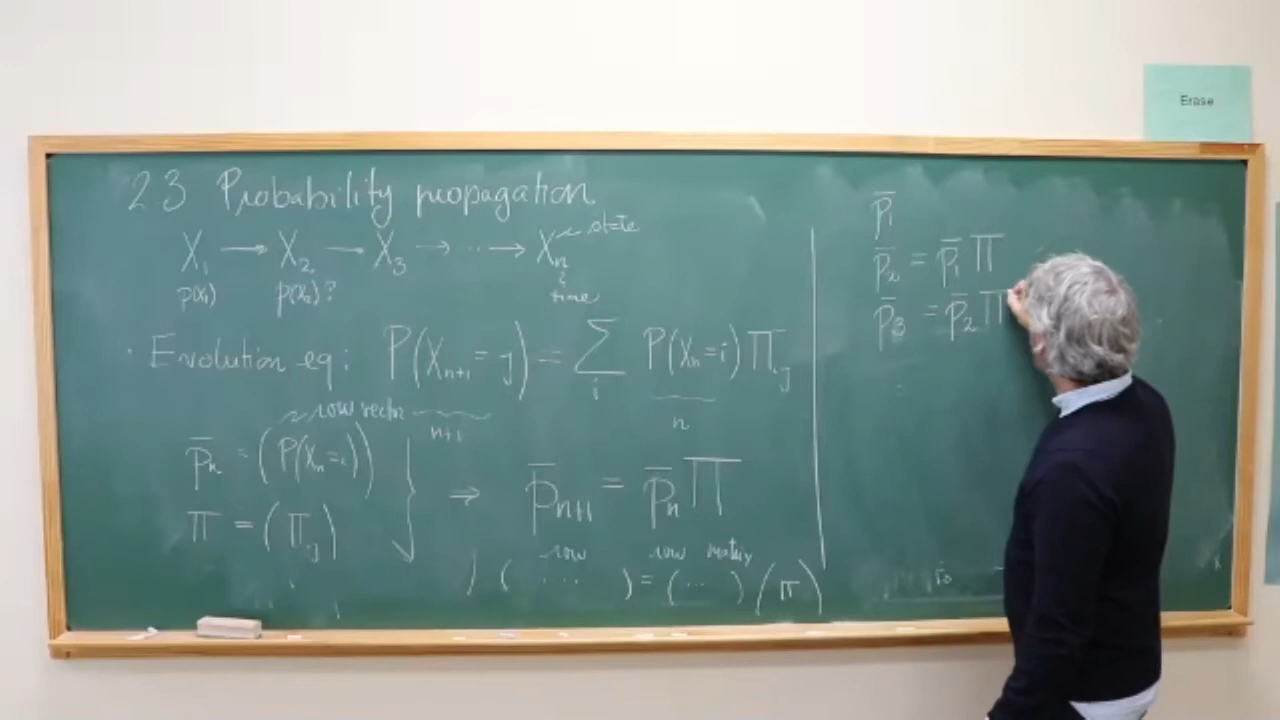 Erase
2.3 Probability propagation
X₁ → X₂ → X₃ → ... → Xₙ ← state
p(x₁) p(x₂)? time
· Evolution eq: P(Xₙ₊₁ = j) = ∑ᵢ P(Xₙ = i) Πᵢⱼ
row vector n+1 n
p̅ₙ = (P(Xₙ = i))
Π = (Πᵢⱼ)
→ p̅ₙ₊₁ = p̅ₙ Π
row row matrix
( ... ) = ( ... ) (Π)
p̅₁
p̅₂ = p̅₁ Π
p̅₃ = p̅₂ Π